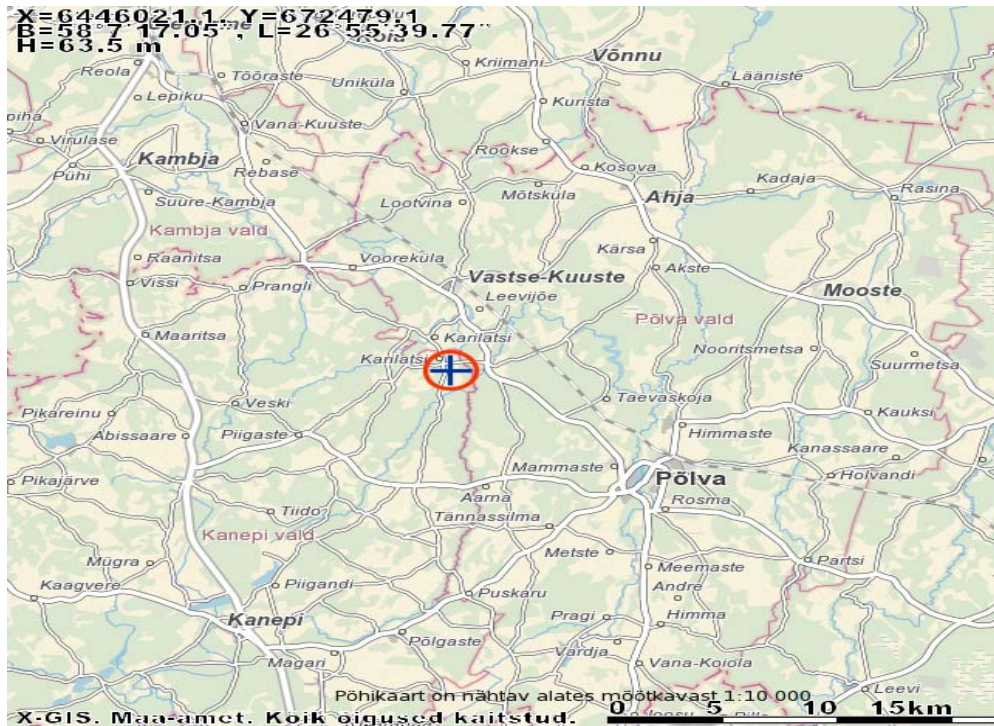 X=6446021.1, Y=672479.1
B=58°7'17.05", L=26°55'39.77"
H=63.5 m
Võnnu
Kriimani
Reola
Tõõraste
Uniküla
Lääniste
Lepiku
Kurista
Vana-Kuuste
Virulase
Rõõkse
Kambja
Pühi
Rebase
Kosova
Mõtsküla
Kadaja
Rasina
Suure-Kambja
Lootvina
Ahja
Kambja vald
Kärsa
Raanitsa
Vooreküla
Akste
Vastse-Kuuste
Vissi
Prangli
Leevijõe
Mooste
Põlva vald
Maaritsa
Karilatsi
Karilatsi
Nooritsmetsa
Suurmetsa
Veski
Taevaskoja
Pikareinu
Kauksi
Abissaare
Piigaste
Himmaste
Kanassaare
Mammaste
Holvandi
Pikajärve
Põlva
Aarna
Rosma
Tiido
Tännassilma
Kanepi vald
Metste
Partsi
Mügra
Meemaste
Kaagvere
Piigandi
Andre
Puskaru
Kanepi
Pragi
Himma
Põlgaste
Vardja
Magari
Vana-Koiola
Põhikaart on nähtav alates mõõtkavast 1:10 000
Leevi
0 5 10 15km
X-GIS. Maa-amet. Kõik õigused kaitstud.